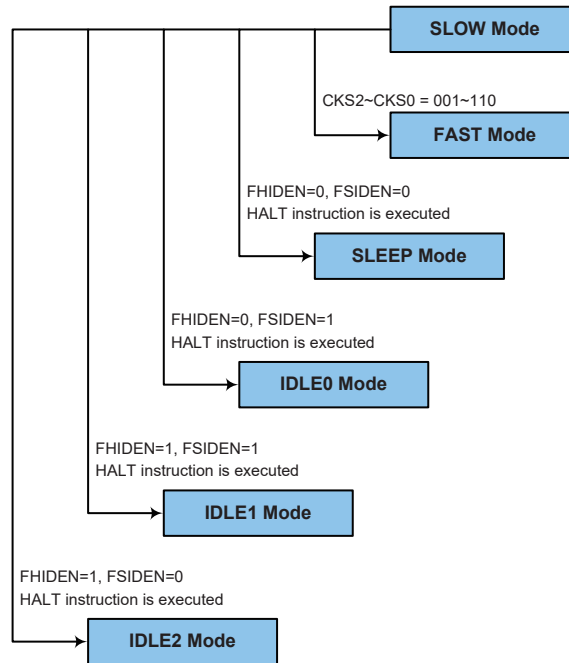 SLOW Mode
CKS2~CKS0 = 001~110
FAST Mode
FHIDEN=0, FSIDEN=0
HALT instruction is executed
SLEEP Mode
FHIDEN=0, FSIDEN=1
HALT instruction is executed
IDLE0 Mode
FHIDEN=1, FSIDEN=1
HALT instruction is executed
IDLE1 Mode
FHIDEN=1, FSIDEN=0
HALT instruction is executed
IDLE2 Mode